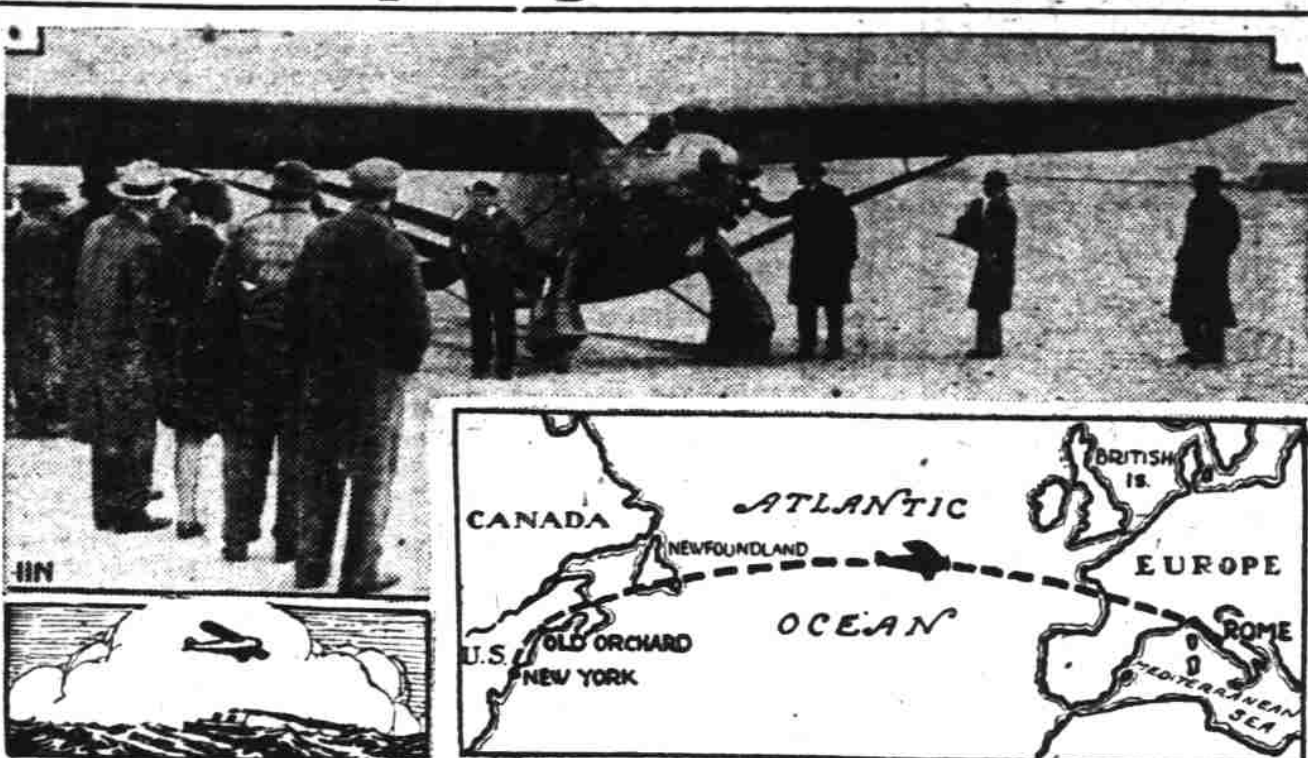 IIN
CANADA
ATLANTIC
BRITISH
IS.
NEWFOUNDLAND
EUROPE
OCEAN
OLD ORCHARD
ROME
U.S.
NEW YORK
MEDITERRANEAN
SEA